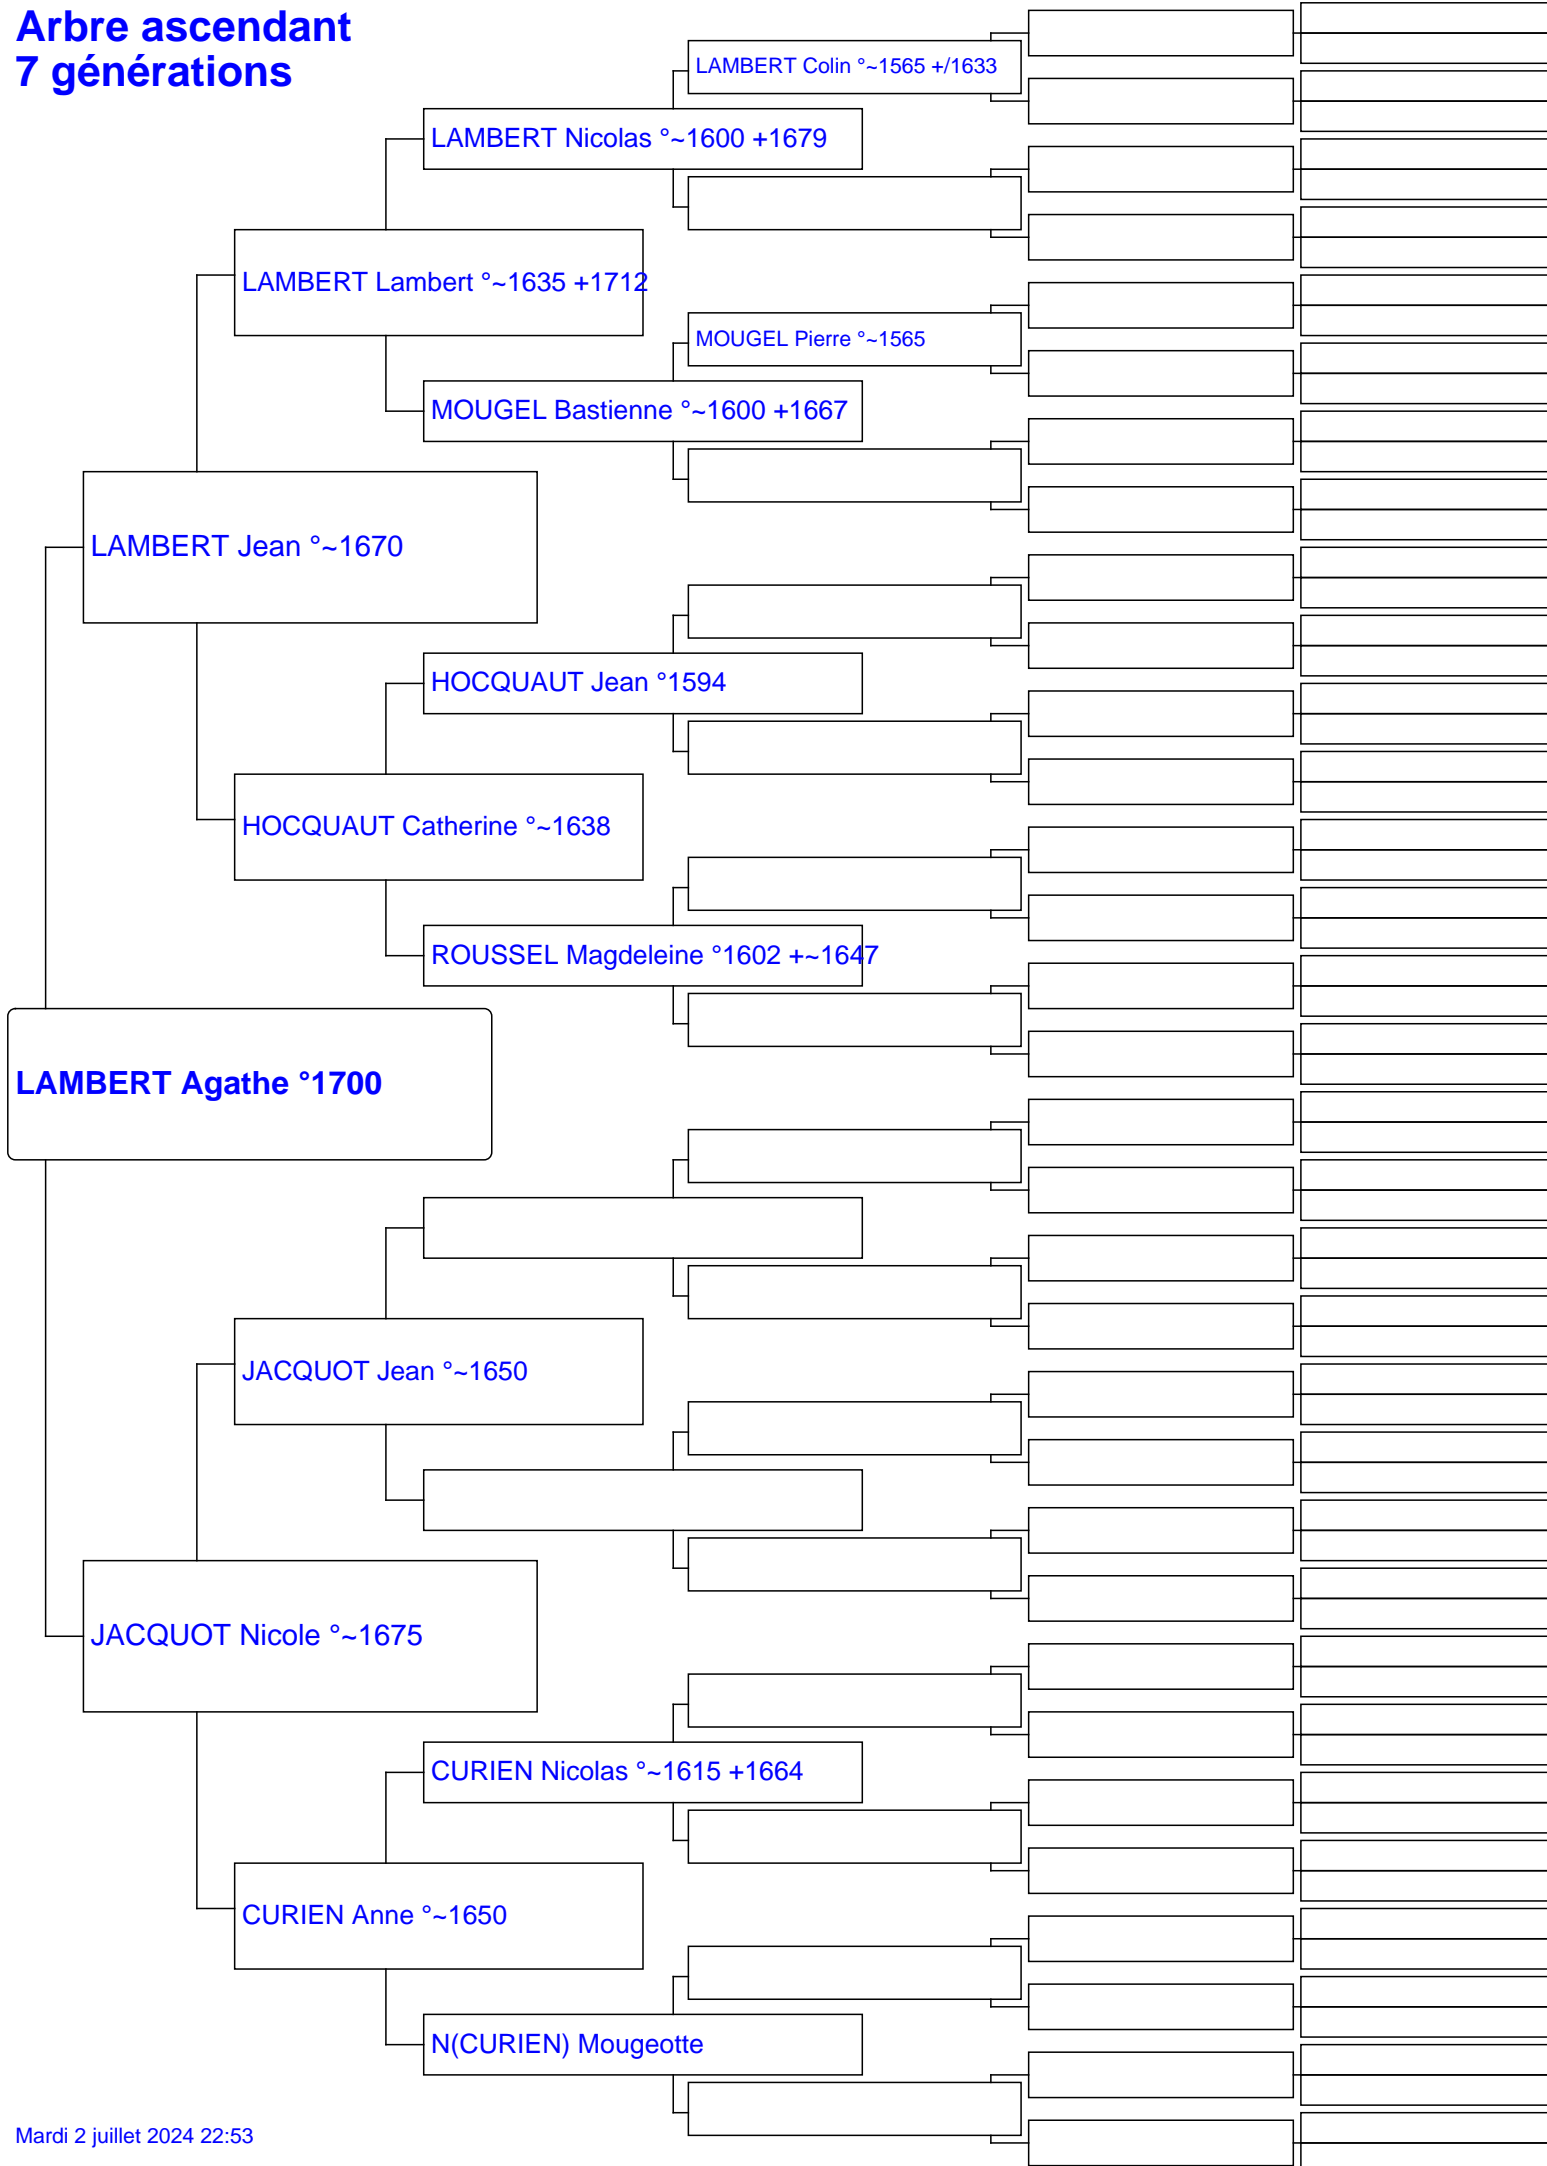 Arbre ascendant
7 générations
LAMBERT Colin °~1565 +/1633
LAMBERT Nicolas °~1600 +1679
LAMBERT Lambert °~1635 +1712
MOUGEL Pierre °~1565
MOUGEL Bastienne °~1600 +1667
LAMBERT Jean °~1670
HOCQUAUT Jean °1594
HOCQUAUT Catherine °~1638
ROUSSEL Magdeleine °1602 +~1647
LAMBERT Agathe °1700
JACQUOT Jean °~1650
JACQUOT Nicole °~1675
CURIEN Nicolas °~1615 +1664
CURIEN Anne °~1650
N(CURIEN) Mougeotte
Mardi 2 juillet 2024 22:53